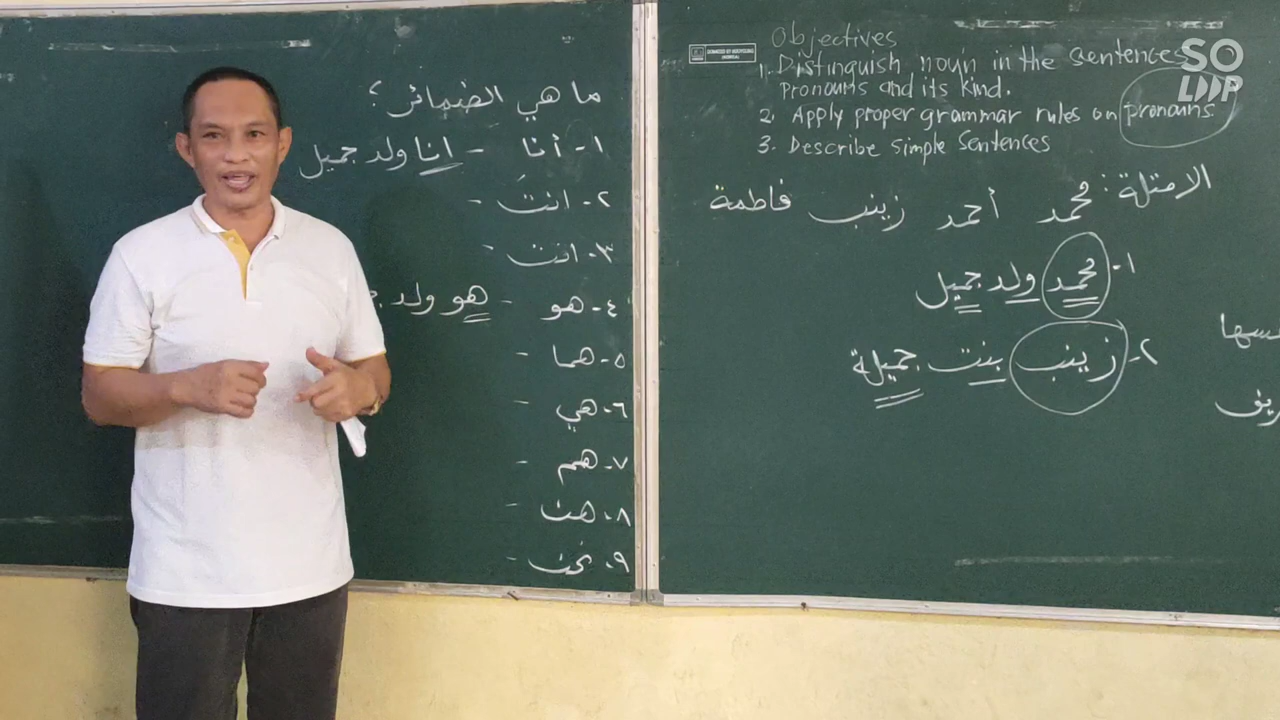 ما هي الضمائر؟
١- أنا - انا ولد جميل
٢- انتَ -
٣- انت -
٤- هو - هو ولد
٥- هما -
٦- هي -
٧- هم -
٨- هن -
٩- نحن -
Objectives
1. Distinguish noun in the sentences
Pronouns and its kind.
2. Apply proper grammar rules on pronouns.
3. Describe simple sentences
الامتلة: محمد أحمد زينب فاطمة
١- محمد ولد جميل
٢- زينب بنت جميلة
SO LIIP